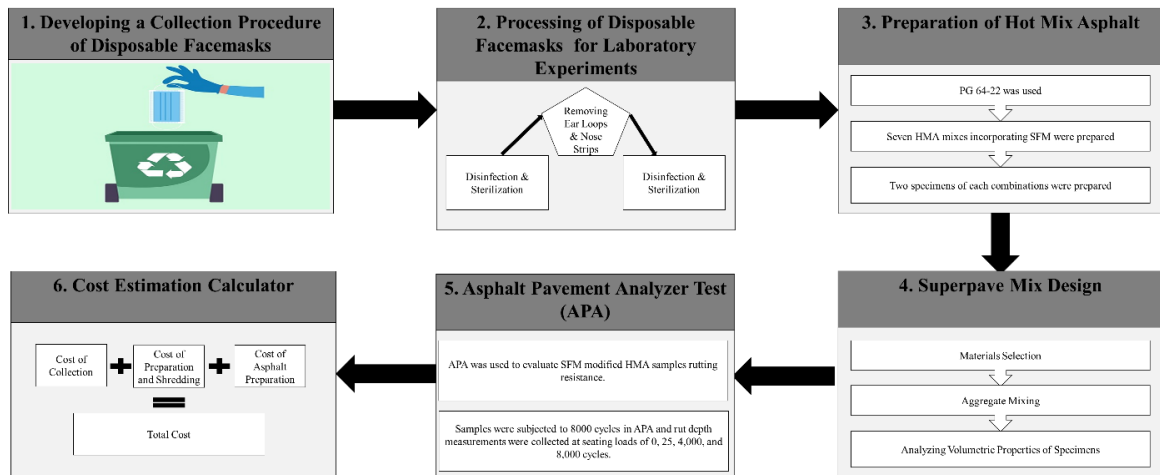 1. Developing a Collection Procedure
of Disposable Facemasks
2. Processing of Disposable
Facemasks for Laboratory
Experiments
Removing
Ear Loops
& Nose
Strips
Disinfection &
Sterilization
Disinfection &
Sterilization
3. Preparation of Hot Mix Asphalt
PG 64-22 was used
Seven HMA mixes incorporating SFM were prepared
Two specimens of each combinations were prepared
4. Superpave Mix Design
Materials Selection
Aggregate Mixing
Analyzing Volumetric Properties of Specimens
5. Asphalt Pavement Analyzer Test
(APA)
APA was used to evaluate SFM modified HMA samples rutting
resistance.
Samples were subjected to 8000 cycles in APA and rut depth
measurements were collected at seating loads of 0, 25, 4,000, and
8,000 cycles.
6. Cost Estimation Calculator
Cost of
Collection
Cost of
Preparation
and Shredding
Cost of
Asphalt
Preparation
Total Cost